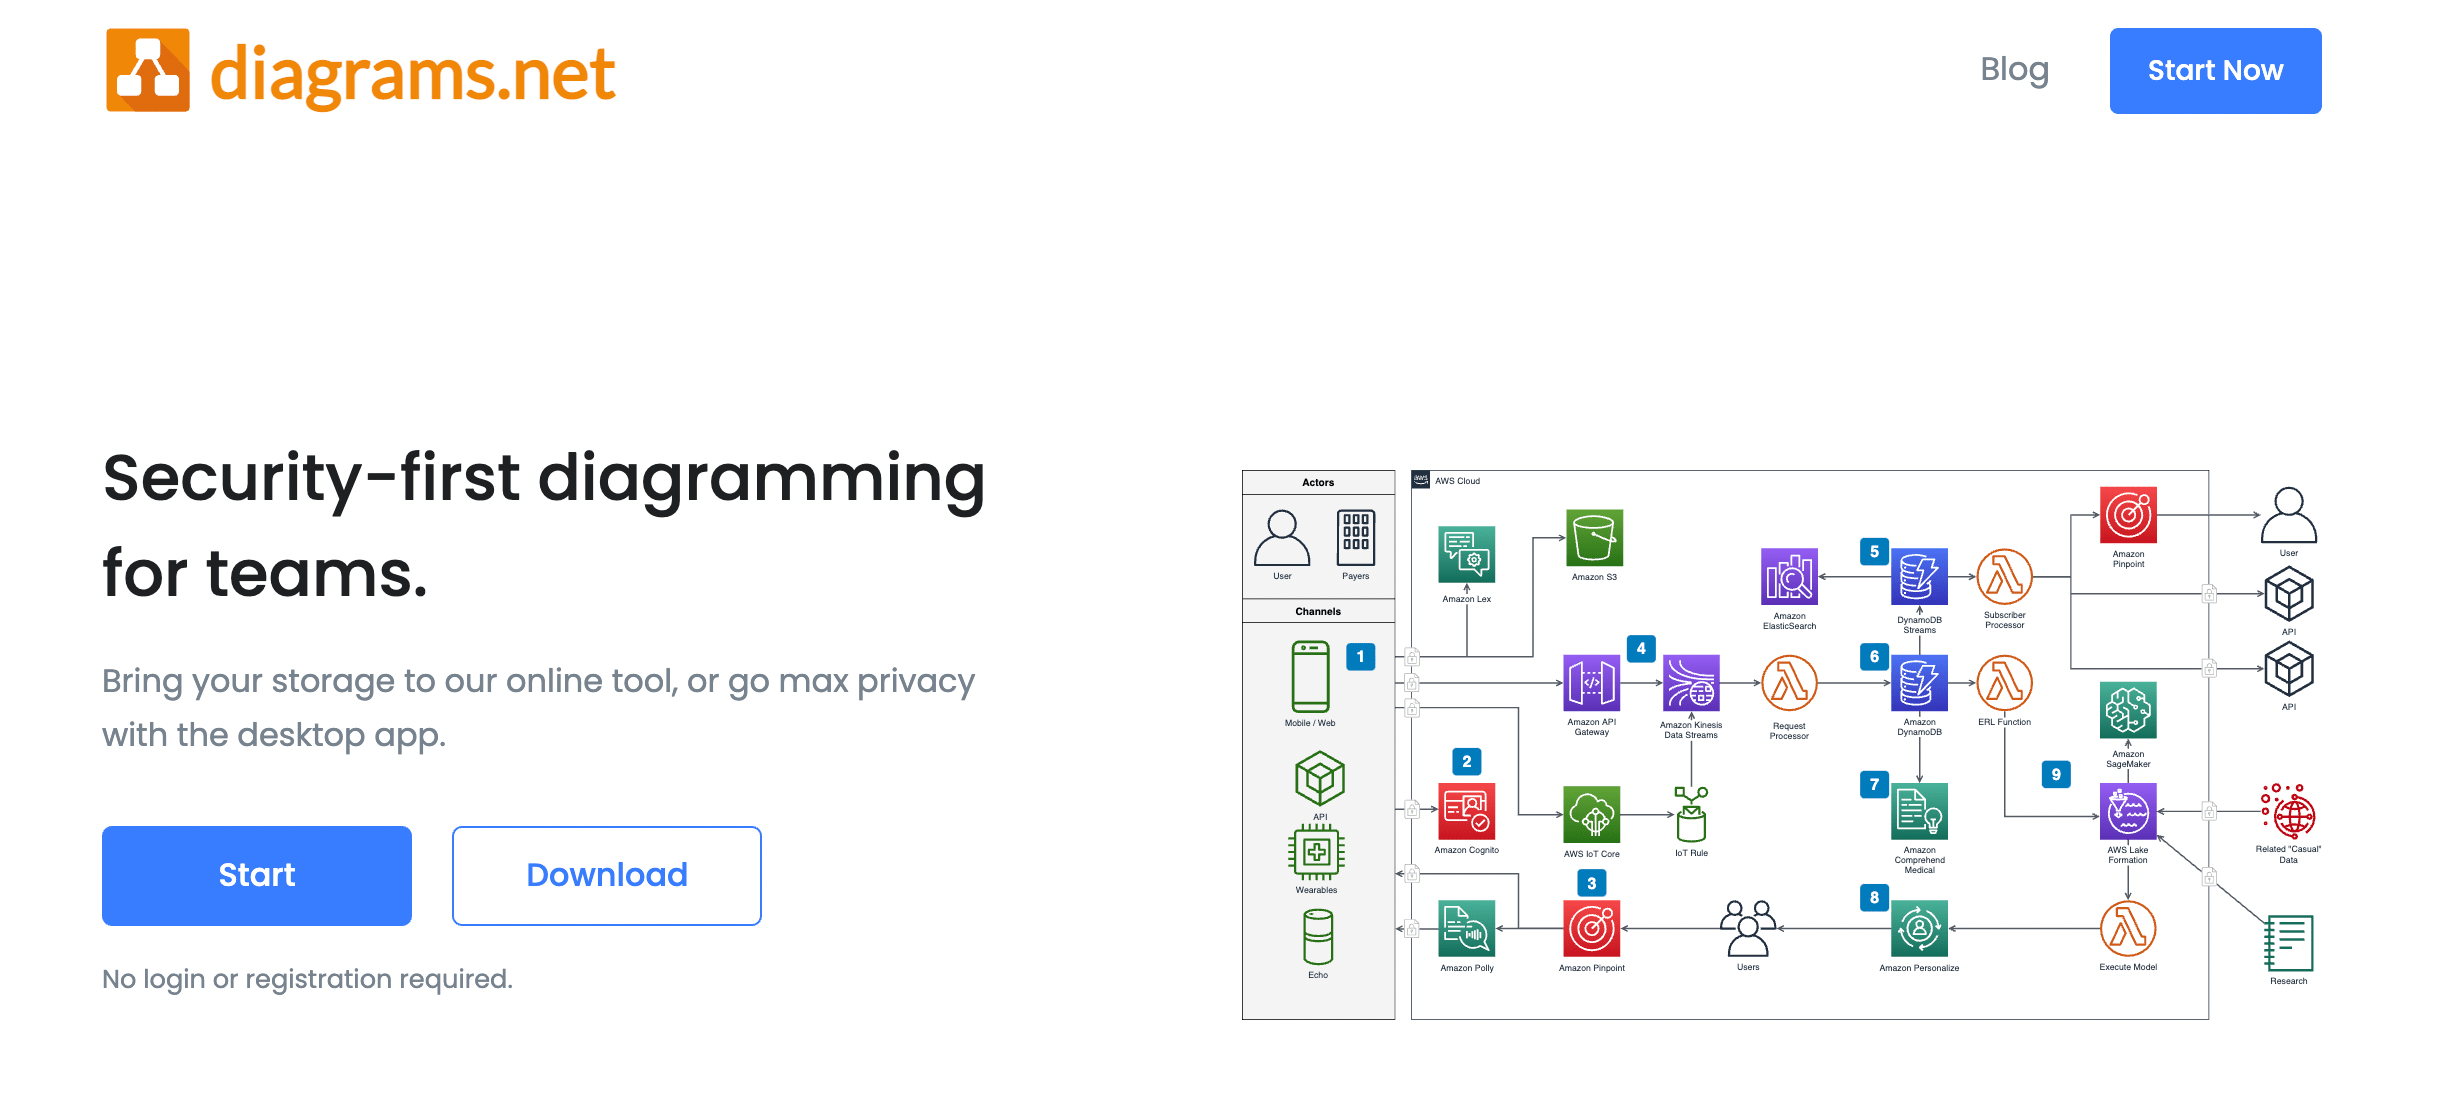 diagrams.net
Blog
Start Now
Security-first diagramming
for teams.
Bring your storage to our online tool, or go max privacy
with the desktop app.
Start
Download
No login or registration required.
Actors
User
Payers
Channels
1
Mobile / Web
API
Wearables
Echo
aws
AWS Cloud
Amazon Lex
Amazon S3
Amazon
ElasticSearch
5
DynamoDB
Streams
Subscriber
Processor
Amazon
Pinpoint
User
API
API
4
Amazon API
Gateway
Amazon Kinesis
Data Streams
Request
Processor
6
Amazon
DynamoDB
ERL Function
Amazon
SageMaker
2
Amazon Cognito
AWS IoT Core
IoT Rule
7
Amazon
Comprehend
Medical
9
AWS Lake
Formation
Related "Casual"
Data
3
Amazon Polly
Amazon Pinpoint
Users
8
Amazon Personalize
Execute Model
Research